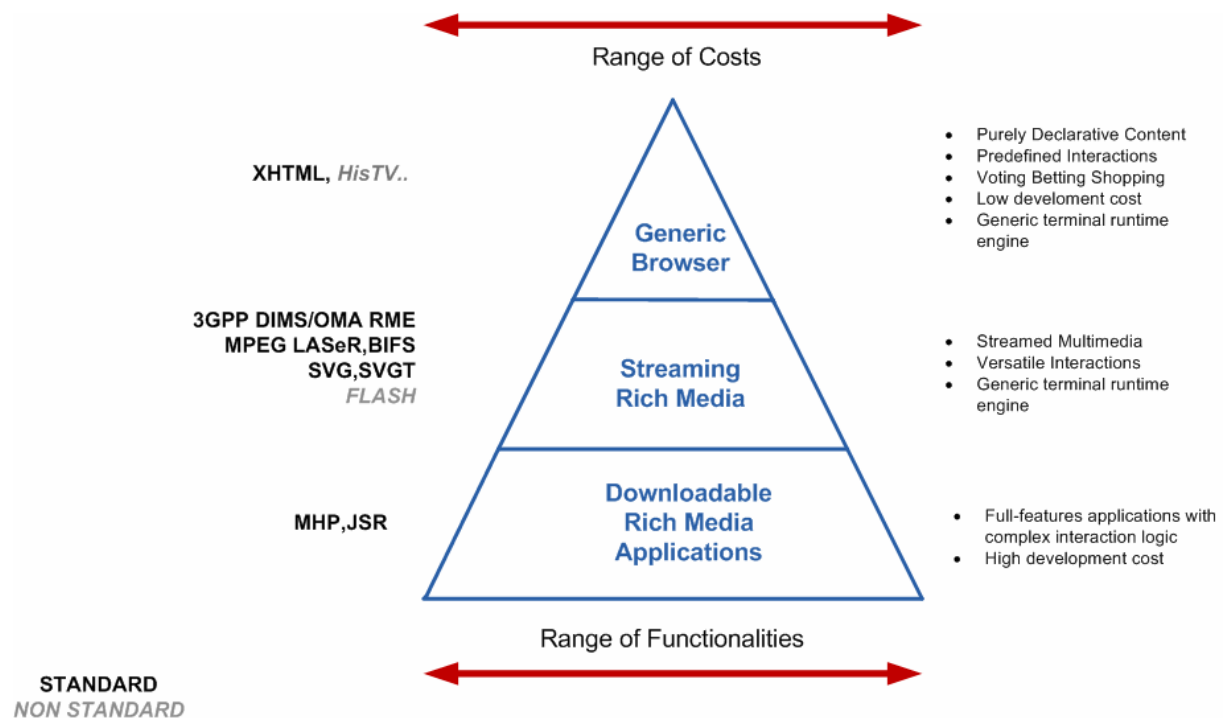 Range of Costs
XHTML, HisTV..
Generic
Browser
• Purely Declarative Content
• Predefined Interactions
• Voting Betting Shopping
• Low develoment cost
• Generic terminal runtime
engine
3GPP DIMS/OMA RME
MPEG LASeR,BIFS
SVG,SVGT
FLASH
Streaming
Rich Media
• Streamed Multimedia
• Versatile Interactions
• Generic terminal runtime
engine
MHP,JSR
Downloadable
Rich Media
Applications
• Full-features applications with
complex interaction logic
• High development cost
Range of Functionalities
STANDARD
NON STANDARD